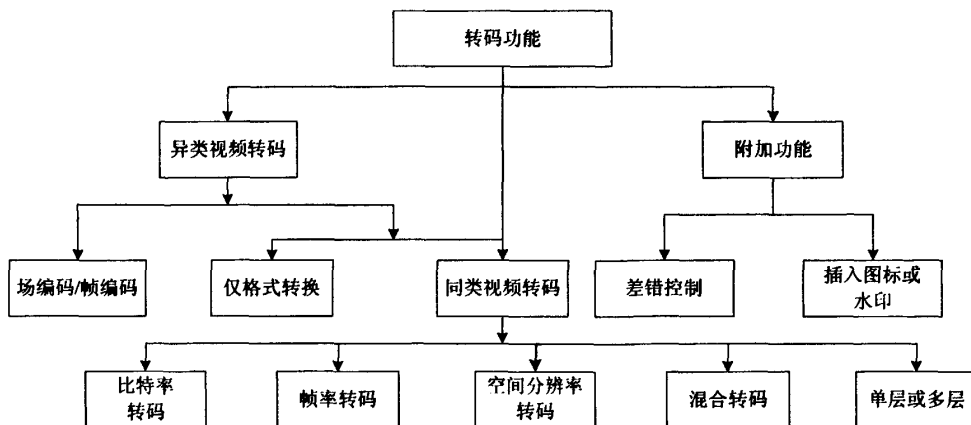 转码功能
异类视频转码
附加功能
场编码/帧编码
仅格式转换
同类视频转码
差错控制
插入图标或
水印
比特率
转码
帧率转码
空间分辨率
转码
混合转码
单层或多层